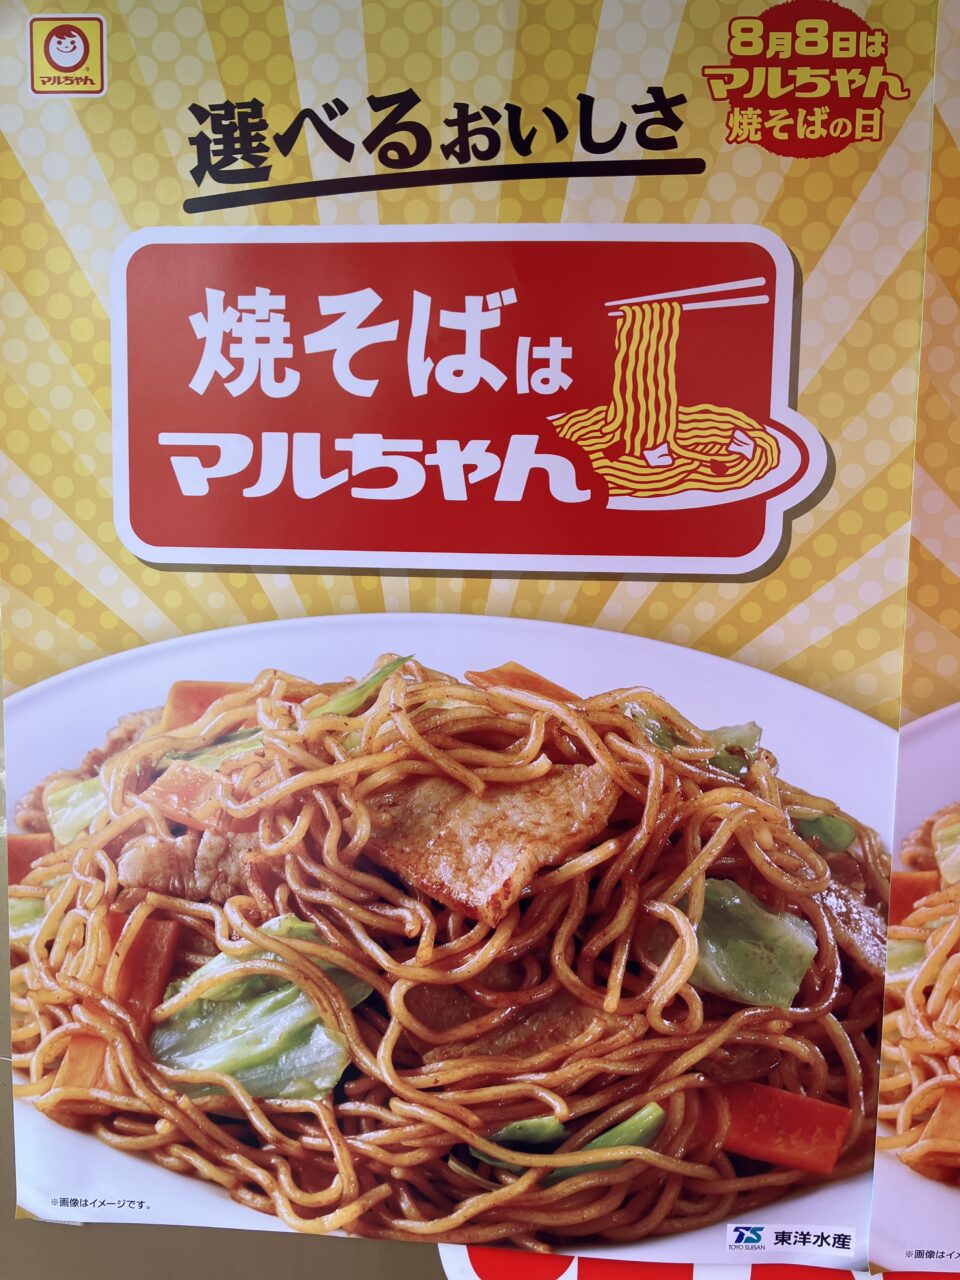 マルちゃん
8月8日は
マルちゃん
焼そばの日
選べるおいしさ
焼そばは
マルちゃん
※画像はイメージです。
TS
TOYO SUISAN
東洋水産
※画像はイメ